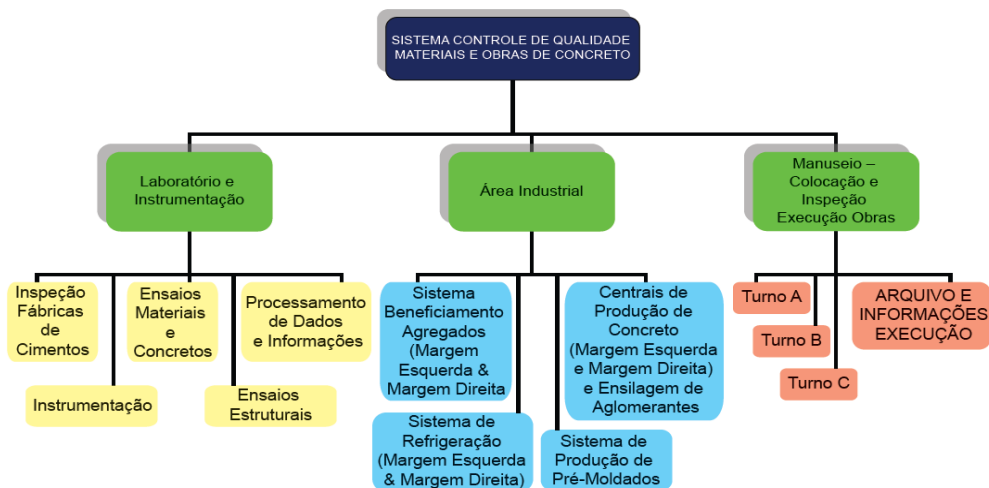 SISTEMA CONTROLE DE QUALIDADE
MATERIAIS E OBRAS DE CONCRETO
Laboratório e
Instrumentação
Área Industrial
Manuseio –
Colocação e
Inspeção
Execução Obras
Inspeção
Fábricas
de
Cimentos
Instrumentação
Ensaios
Materiais
e
Concretos
Ensaios
Estruturais
Processamento
de Dados
e Informações
Sistema
Beneficiamento
Agregados
(Margem
Esquerda &
Margem Direita
Sistema de
Refrigeração
(Margem Esquerda
& Margem Direita)
Sistema de
Produção de
Pré-Moldados
Centrais de
Produção de
Concreto
(Margem Esquerda
e Margem Direita)
e Ensilagem de
Aglomerantes
Turno A
Turno B
Turno C
ARQUIVO E
INFORMAÇÕES
EXECUÇÃO